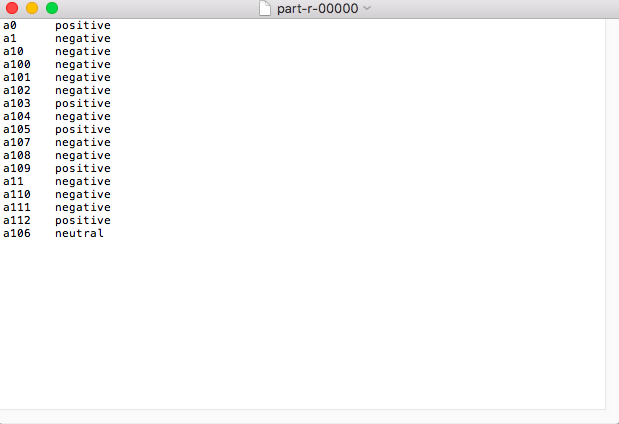 part-r-00000
a0 positive
a1 negative
a10 negative
a100 negative
a101 negative
a102 negative
a103 positive
a104 negative
a105 positive
a107 negative
a108 negative
a109 positive
a11 negative
a110 negative
a111 negative
a112 positive
a106 neutral